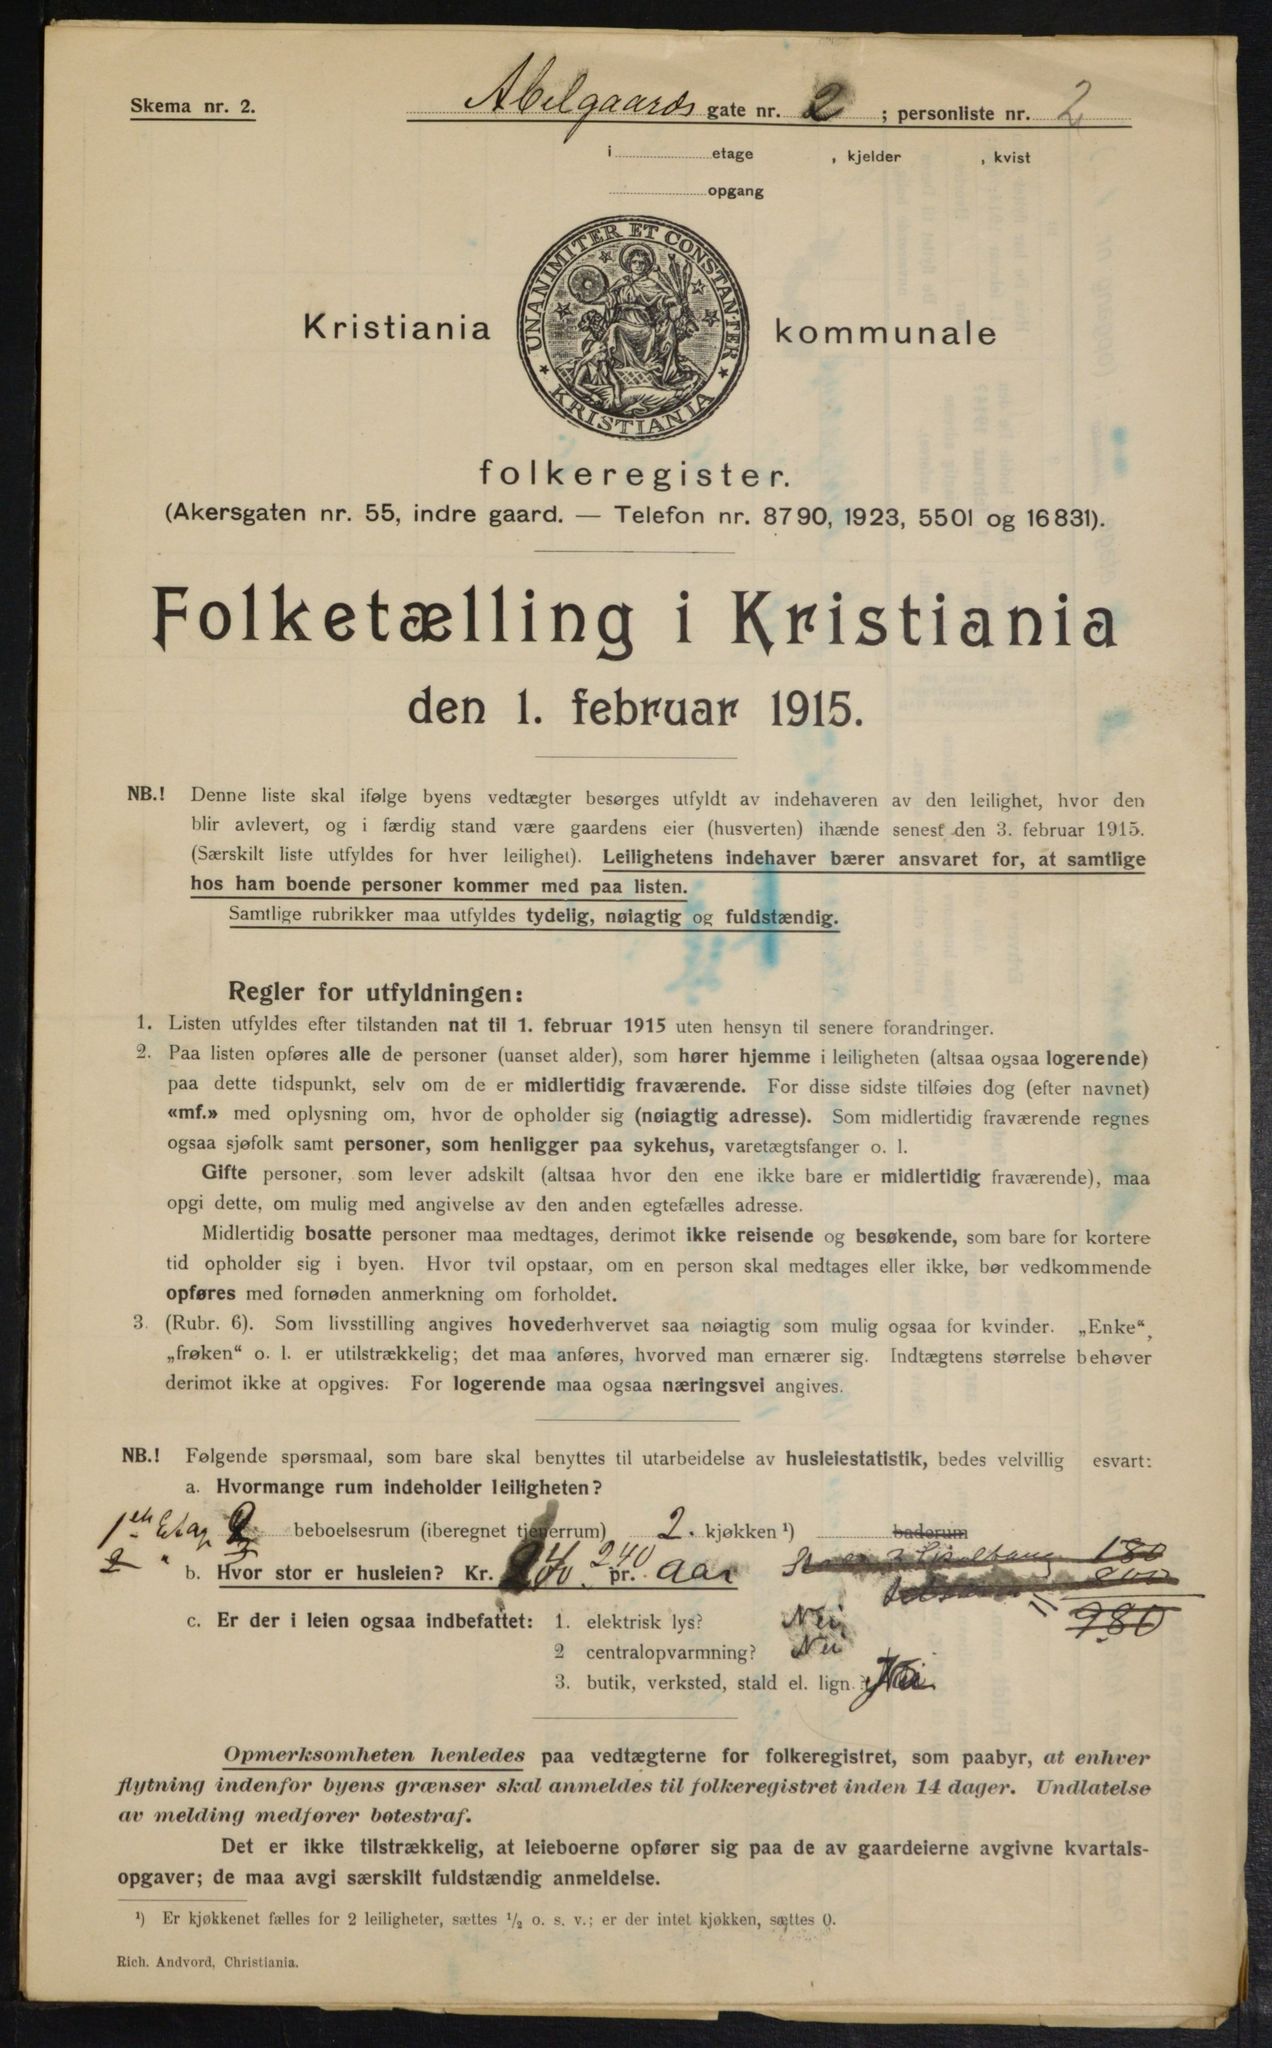 Skema nr. 2.
Abelgaards gate nr. 2; personliste nr. 2
i etage , kjelder , kvist
opgang
UNANIMITER ET CONSTANTER
KRISTIANIA
Kristiania kommunale
folkeregister.
(Akersgaten nr. 55, indre gaard. — Telefon nr. 8790, 1923, 5501 og 16831).
Folketælling i Kristiania
den 1. februar 1915.
NB.! Denne liste skal ifølge byens vedtægter besørges utfyldt av indehaveren av den leilighet, hvor den
blir avlevert, og i færdig stand være gaardens eier (husverten) ihænde senest den 3. februar 1915.
(Særskilt liste utfyldes for hver leilighet). Leilighetens indehaver bærer ansvaret for, at samtlige
hos ham boende personer kommer med paa listen.
Samtlige rubrikker maa utfyldes tydelig, nøiagtig og fuldstændig.
Regler for utfyldningen:
1. Listen utfyldes efter tilstanden nat til 1. februar 1915 uten hensyn til senere forandringer.
2. Paa listen opføres alle de personer (uanset alder), som hører hjemme i leiligheten (altsaa ogsaa logerende)
paa dette tidspunkt, selv om de er midlertidig fraværende. For disse sidste tilføies dog (efter navnet)
«mf.» med oplysning om, hvor de opholder sig (nøiagtig adresse). Som midlertidig fraværende regnes
ogsaa sjøfolk samt personer, som henligger paa sykehus, varetægtsfanger o. l.
Gifte personer, som lever adskilt (altsaa hvor den ene ikke bare er midlertidig fraværende), maa
opgi dette, om mulig med angivelse av den anden egtefælles adresse.
Midlertidig bosatte personer maa medtages, derimot ikke reisende og besøkende, som bare for kortere
tid opholder sig i byen. Hvor tvil opstaar, om en person skal medtages eller ikke, bør vedkommende
opføres med fornøden anmerkning om forholdet.
3. (Rubr. 6). Som livsstilling angives hovederhvervet saa nøiagtig som mulig ogsaa for kvinder. „Enke“,
„frøken“ o. l. er utilstrækkelig; det maa anføres, hvorved man ernærer sig. Indtægtens størrelse behøver
derimot ikke at opgives. For logerende maa ogsaa næringsvei angives.
NB.! Følgende spørsmaal, som bare skal benyttes til utarbeidelse av husleiestatistik, bedes velvillig esvart:
a. Hvormange rum indeholder leiligheten?
1ste Etag 2 beboelsesrum (iberegnet tjenerrum) 2. kjøkken ¹) baderum
2 "
b. Hvor stor er husleien? Kr. 240 pr. Aar 180
980
c. Er der i leien ogsaa indbefattet: 1. elektrisk lys? Nei
2 centralopvarmning? Nei
3. butik, verksted, stald el. lign.? Nei
Opmerksomheten henledes paa vedtægterne for folkeregistret, som paabyr, at enhver
flytning indenfor byens grænser skal anmeldes til folkeregistret inden 14 dager. Undlatelse
av melding medfører bøtestraf.
Det er ikke tilstrækkelig, at leieboerne opfører sig paa de av gaardeierne avgivne kvartals-
opgaver; de maa avgi særskilt fuldstændig anmeldelse.
¹) Er kjøkkenet fælles for 2 leiligheter, sættes ½ o. s. v.; er der intet kjøkken, sættes 0.
Rich. Andvord, Christiania.